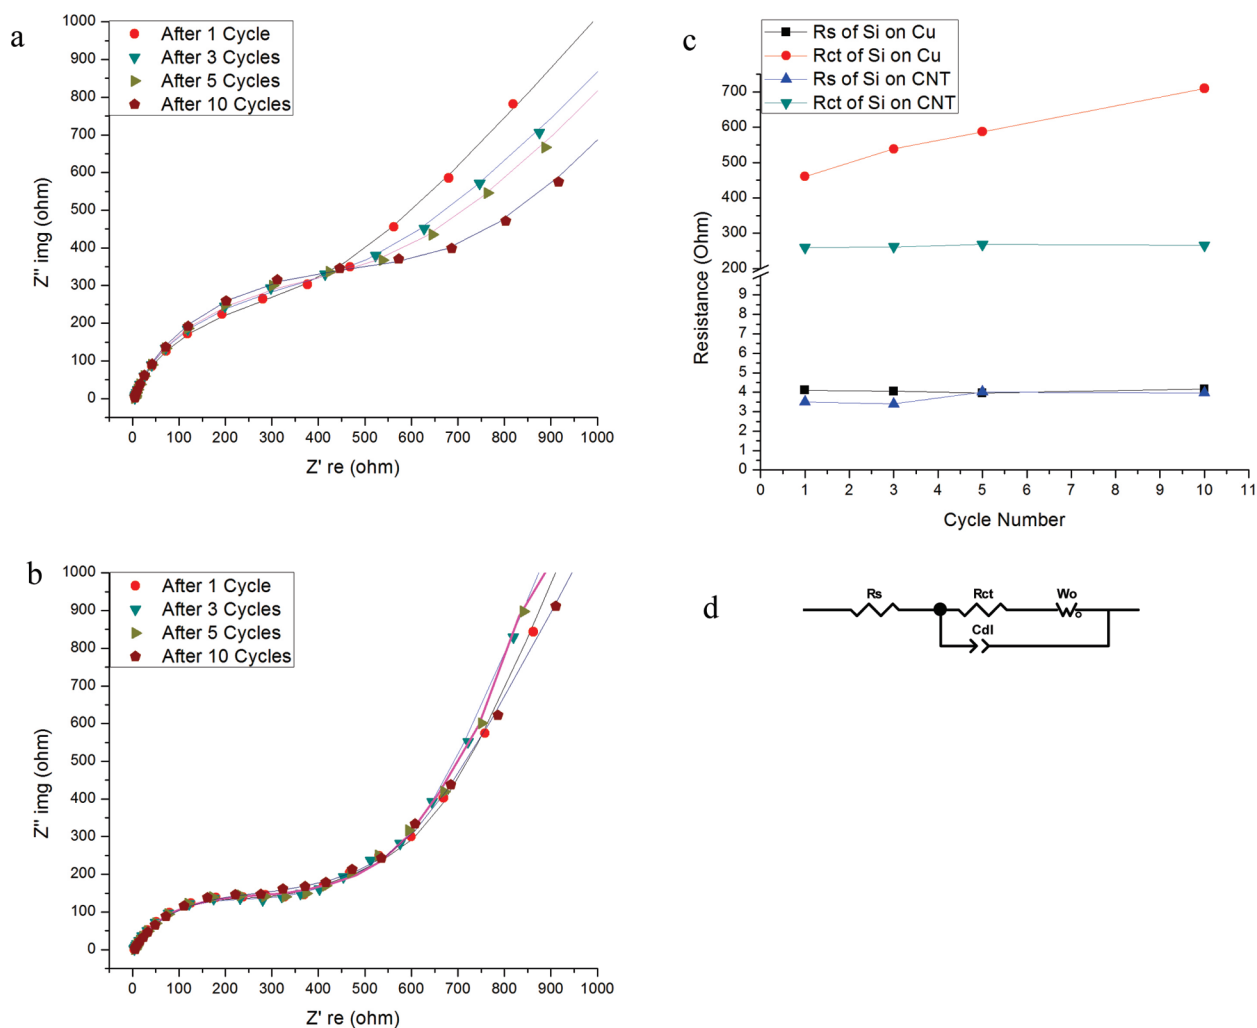 a
After 1 Cycle
After 3 Cycles
After 5 Cycles
After 10 Cycles
1000
900
800
700
600
500
400
300
200
100
0
Z'' img (ohm)
0 100 200 300 400 500 600 700 800 900 1000
Z' re (ohm)
b
After 1 Cycle
After 3 Cycles
After 5 Cycles
After 10 Cycles
1000
900
800
700
600
500
400
300
200
100
0
Z'' img (ohm)
0 100 200 300 400 500 600 700 800 900 1000
Z' re (ohm)
c
Rs of Si on Cu
Rct of Si on Cu
Rs of Si on CNT
Rct of Si on CNT
700
600
500
400
300
200
9
8
7
6
5
4
3
2
1
0
Resistance (Ohm)
0 1 2 3 4 5 6 7 8 9 10 11
Cycle Number
d
Rs Rct Wo
Cdl